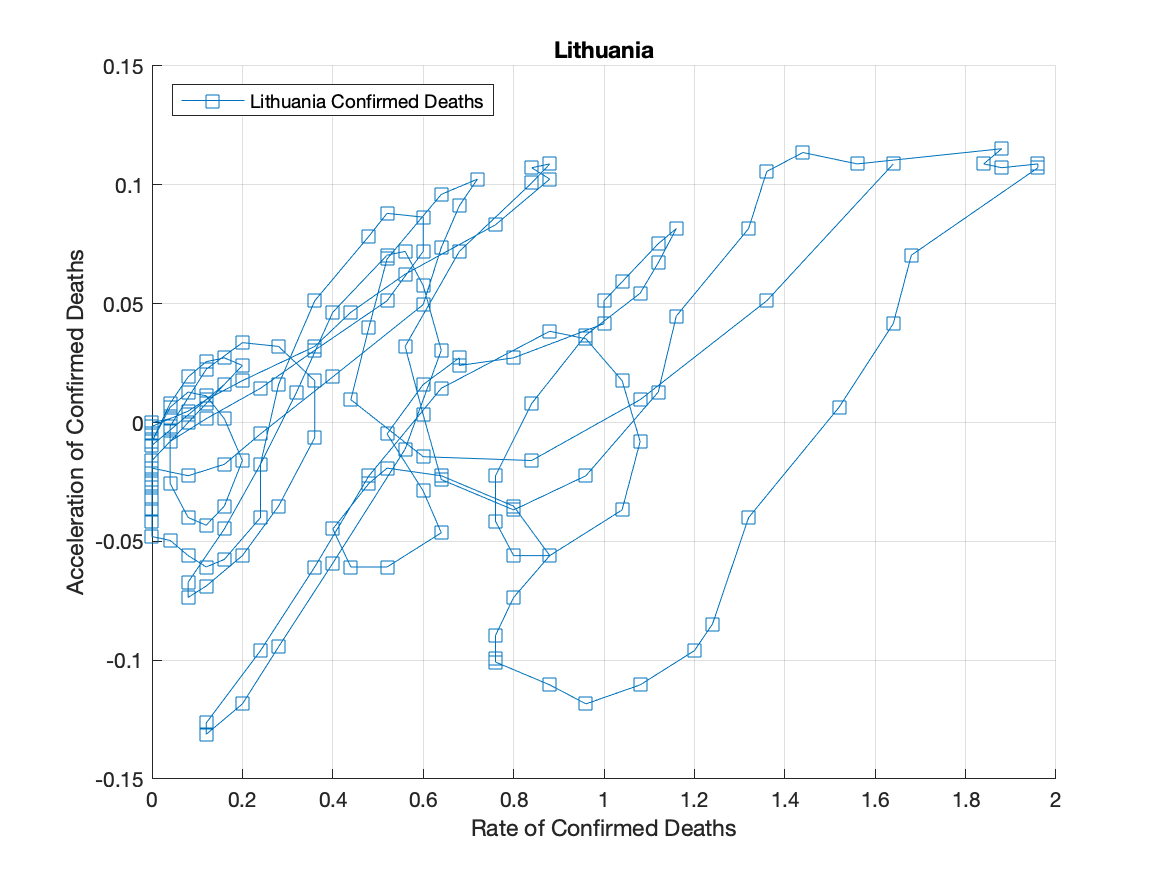 Lithuania
0.15
Lithuania Confirmed Deaths
0.1
0.05
0
-0.05
-0.1
-0.15
Acceleration of Confirmed Deaths
0 0.2 0.4 0.6 0.8 1 1.2 1.4 1.6 1.8 2
Rate of Confirmed Deaths